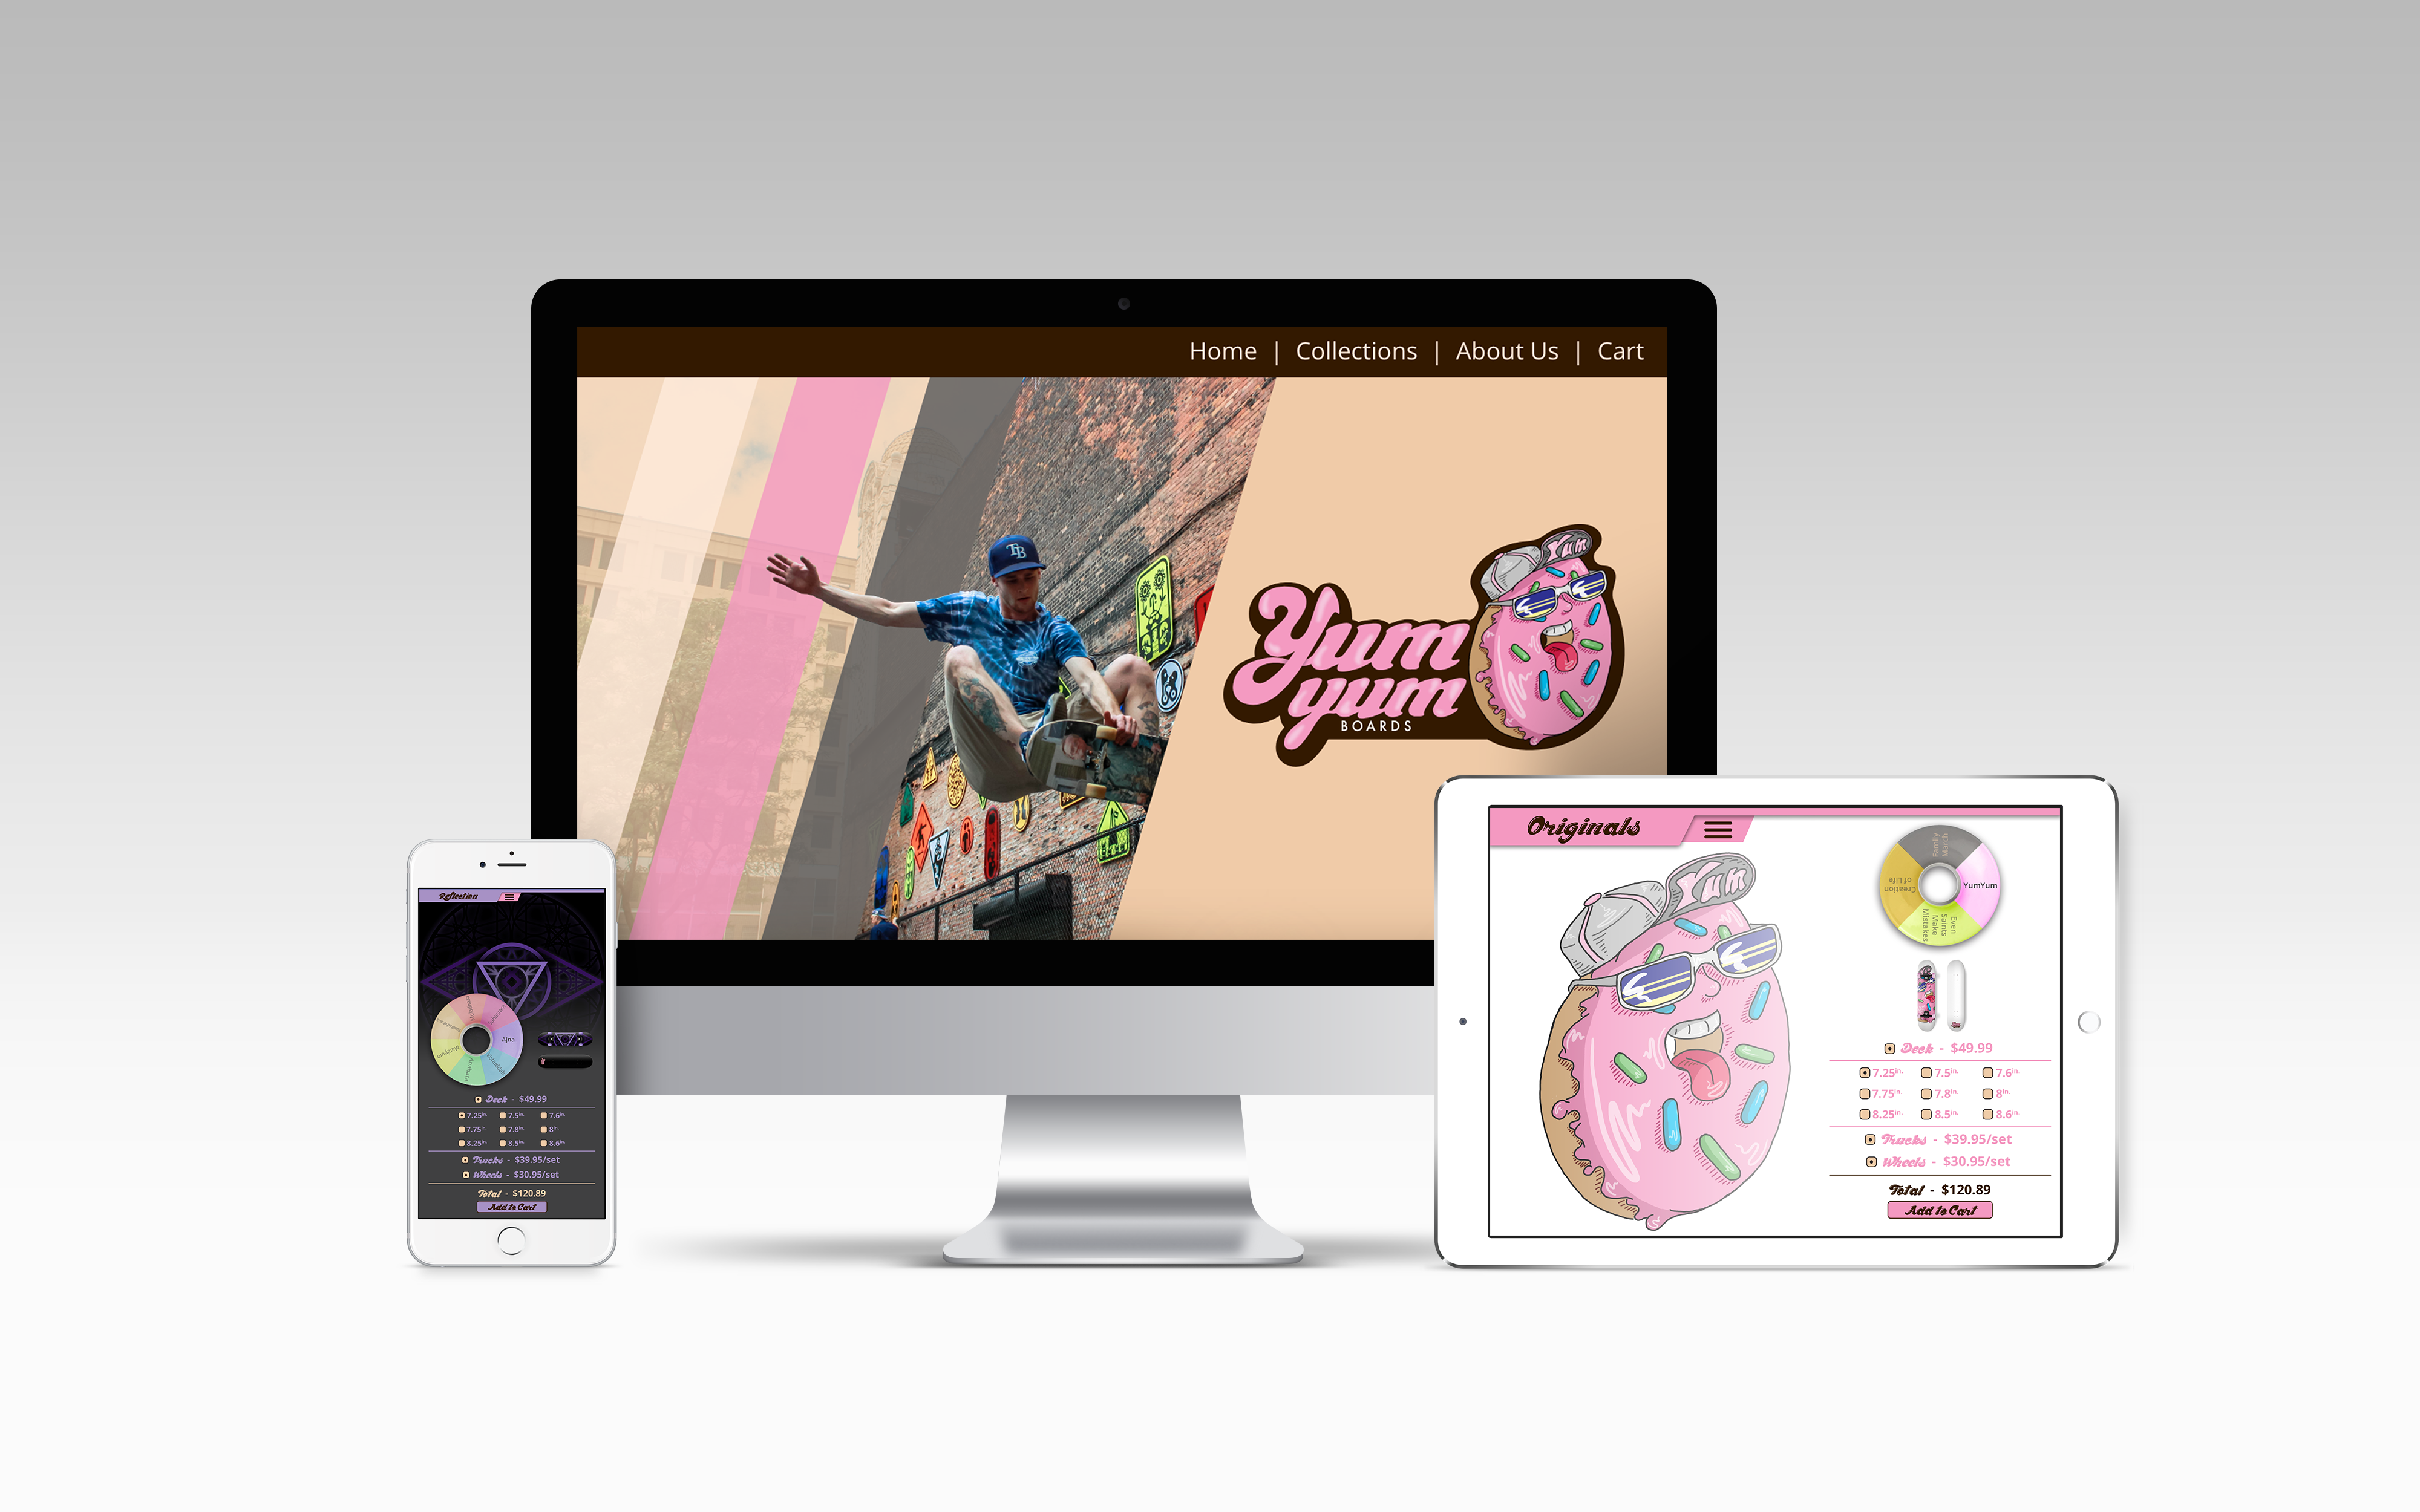 Home | Collections | About Us | Cart
TB
Yum
Yum
yum
BOARDS
Originals
Yum
Family
March
YumYum
Even
Saints
Make
Mistakes
Creation
of Life
Deck - $49.99
7.25in. 7.5in. 7.6in.
7.75in. 7.8in. 8in.
8.25in. 8.5in. 8.6in.
Trucks - $39.95/set
Wheels - $30.95/set
Total - $120.89
Add to Cart
Reflection
Ajna
Deck - $49.99
7.25in. 7.5in. 7.6in.
7.75in. 7.8in. 8in.
8.25in. 8.5in. 8.6in.
Trucks - $39.95/set
Wheels - $30.95/set
Total - $120.89
Add to Cart